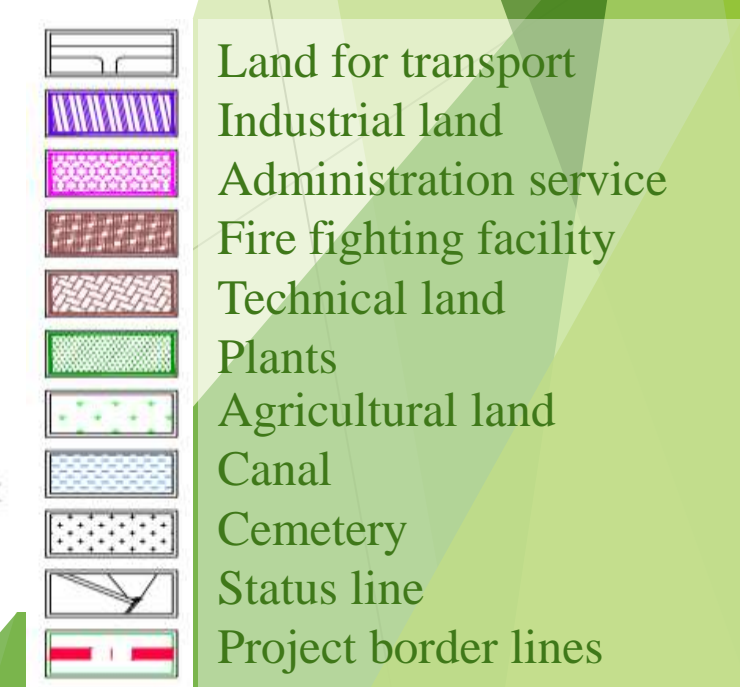 Land for transport
Industrial land
Administration service
Fire fighting facility
Technical land
Plants
Agricultural land
Canal
Cemetery
Status line
Project border lines